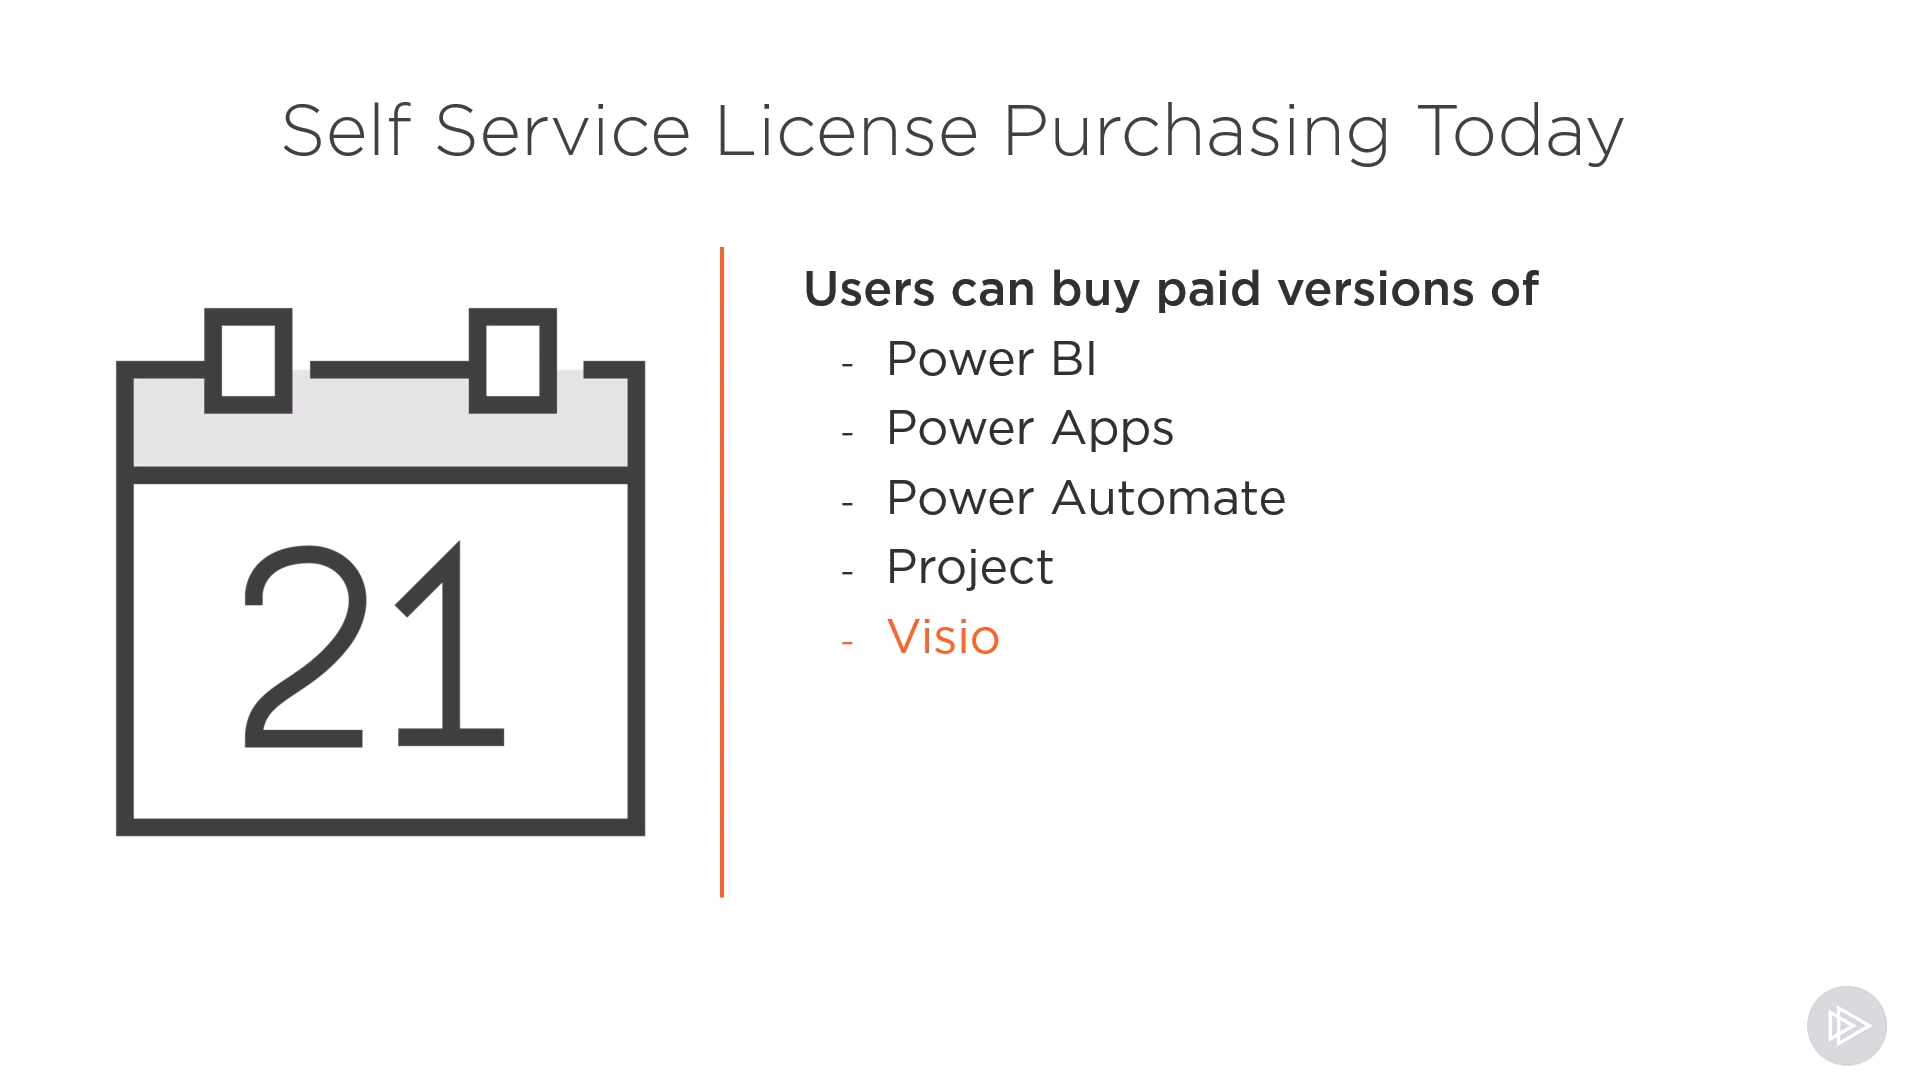 Self Service License Purchasing Today
21
Users can buy paid versions of
- Power BI
- Power Apps
- Power Automate
- Project
- Visio